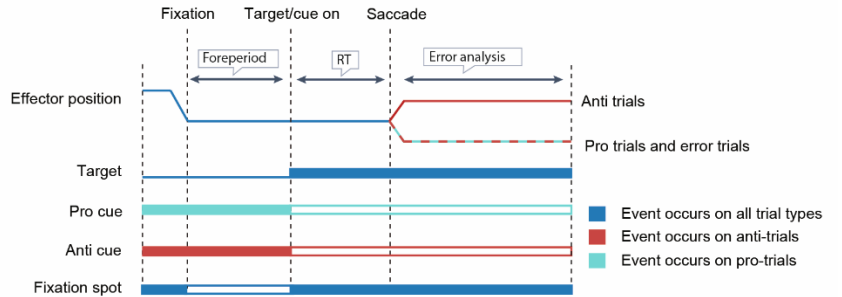 Fixation
Target/cue on
Saccade
Foreperiod
RT
Error analysis
Effector position
Anti trials
Pro trials and error trials
Target
Pro cue
Event occurs on all trial types
Anti cue
Event occurs on anti-trials
Event occurs on pro-trials
Fixation spot